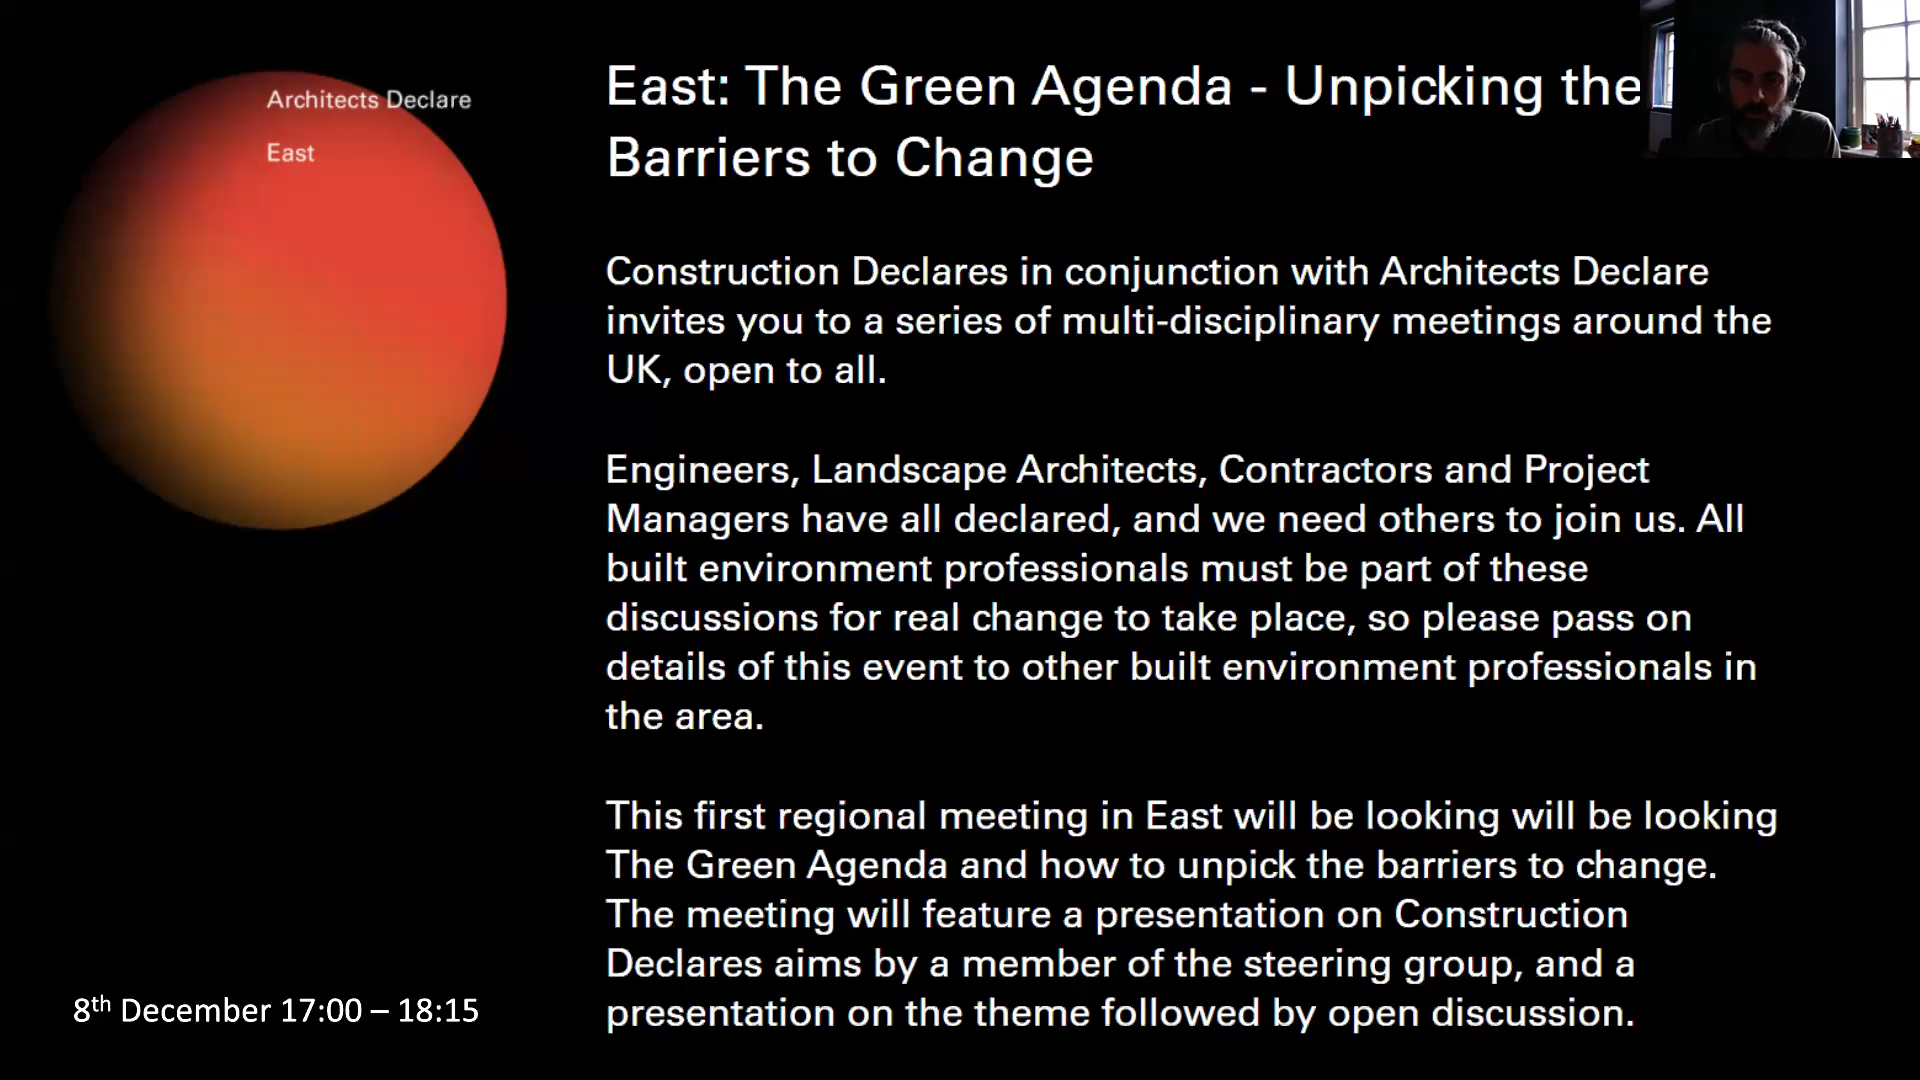 Architects Declare
East
East: The Green Agenda - Unpicking the
Barriers to Change
Construction Declares in conjunction with Architects Declare
invites you to a series of multi-disciplinary meetings around the
UK, open to all.
Engineers, Landscape Architects, Contractors and Project
Managers have all declared, and we need others to join us. All
built environment professionals must be part of these
discussions for real change to take place, so please pass on
details of this event to other built environment professionals in
the area.
This first regional meeting in East will be looking will be looking
The Green Agenda and how to unpick the barriers to change.
The meeting will feature a presentation on Construction
Declares aims by a member of the steering group, and a
presentation on the theme followed by open discussion.
8th December 17:00 – 18:15